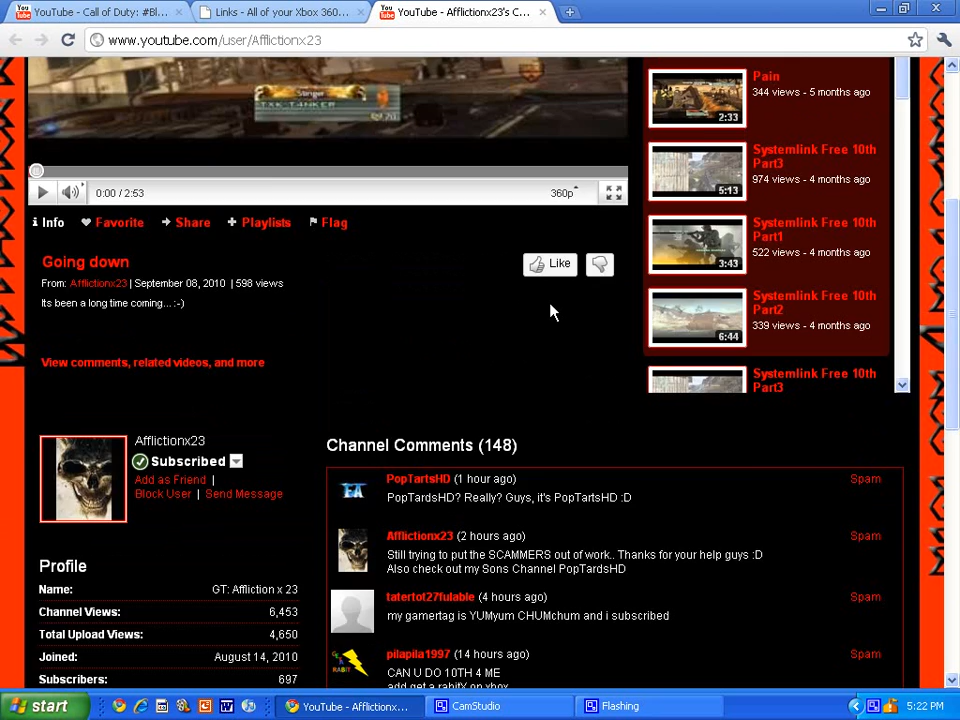 YouTube - Call of Duty: #Bl...
Links - All of your Xbox 360...
YouTube - Afflictionx23's C...
www.youtube.com/user/Afflictionx23
Stinger
TXK T4NKER
Pain
344 views - 5 months ago
2:33
Systemlink Free 10th
Part3
974 views - 4 months ago
5:13
Systemlink Free 10th
Part1
522 views - 4 months ago
3:43
Systemlink Free 10th
Part2
339 views - 4 months ago
6:44
Systemlink Free 10th
Part3
0:00 / 2:53
360p
Info Favorite Share Playlists Flag
Going down
Like
From: Afflictionx23 | September 08, 2010 | 598 views
Its been a long time coming... :-)
View comments, related videos, and more
Afflictionx23
Subscribed
Add as Friend |
Block User | Send Message
Profile
Name: GT: Affliction x 23
Channel Views: 6,453
Total Upload Views: 4,650
Joined: August 14, 2010
Subscribers: 697
Channel Comments (148)
PopTartsHD (1 hour ago) Spam
PopTardsHD? Really? Guys, it's PopTartsHD :D
Afflictionx23 (2 hours ago) Spam
Still trying to put the SCAMMERS out of work.. Thanks for your help guys :D
Also check out my Sons Channel PopTardsHD
tatertot27fulable (4 hours ago) Spam
my gamertag is YUMyum CHUMchum and i subscribed
pilapila1997 (14 hours ago) Spam
CAN U DO 10TH 4 ME
add get a rabifX on xbox
start
YouTube - Afflictionx...
CamStudio
Flashing
5:22 PM